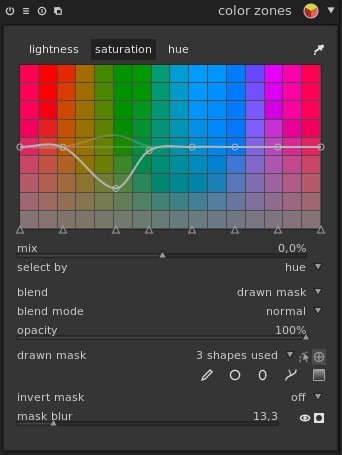 color zones
lightness saturation hue
mix 0,0%
select by hue
blend drawn mask
blend mode normal
opacity 100%
drawn mask 3 shapes used
invert mask off
mask blur 13,3